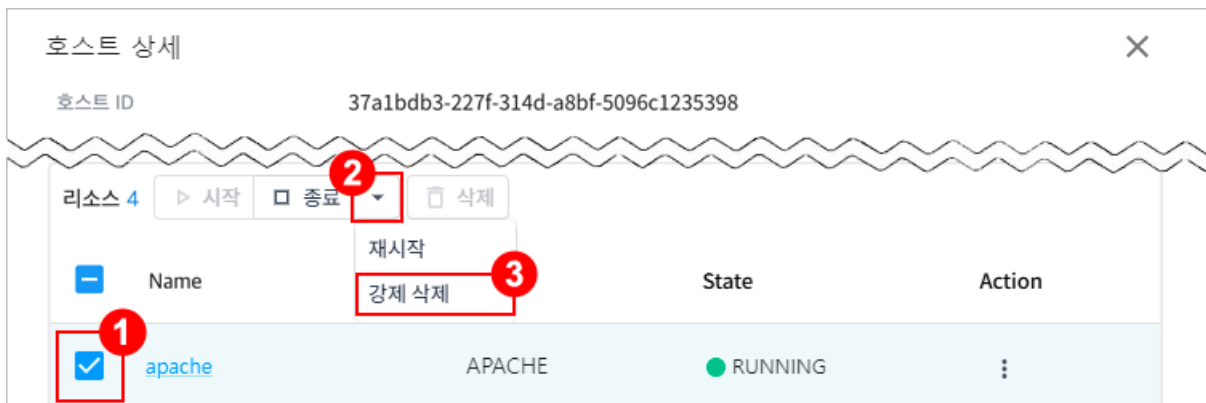 호스트 상세
호스트 ID 37a1bdb3-227f-314d-a8bf-5096c1235398
2
리소스 4 시작 종료 삭제
재시작
3
Name State Action
강제 삭제
1
apache APACHE RUNNING